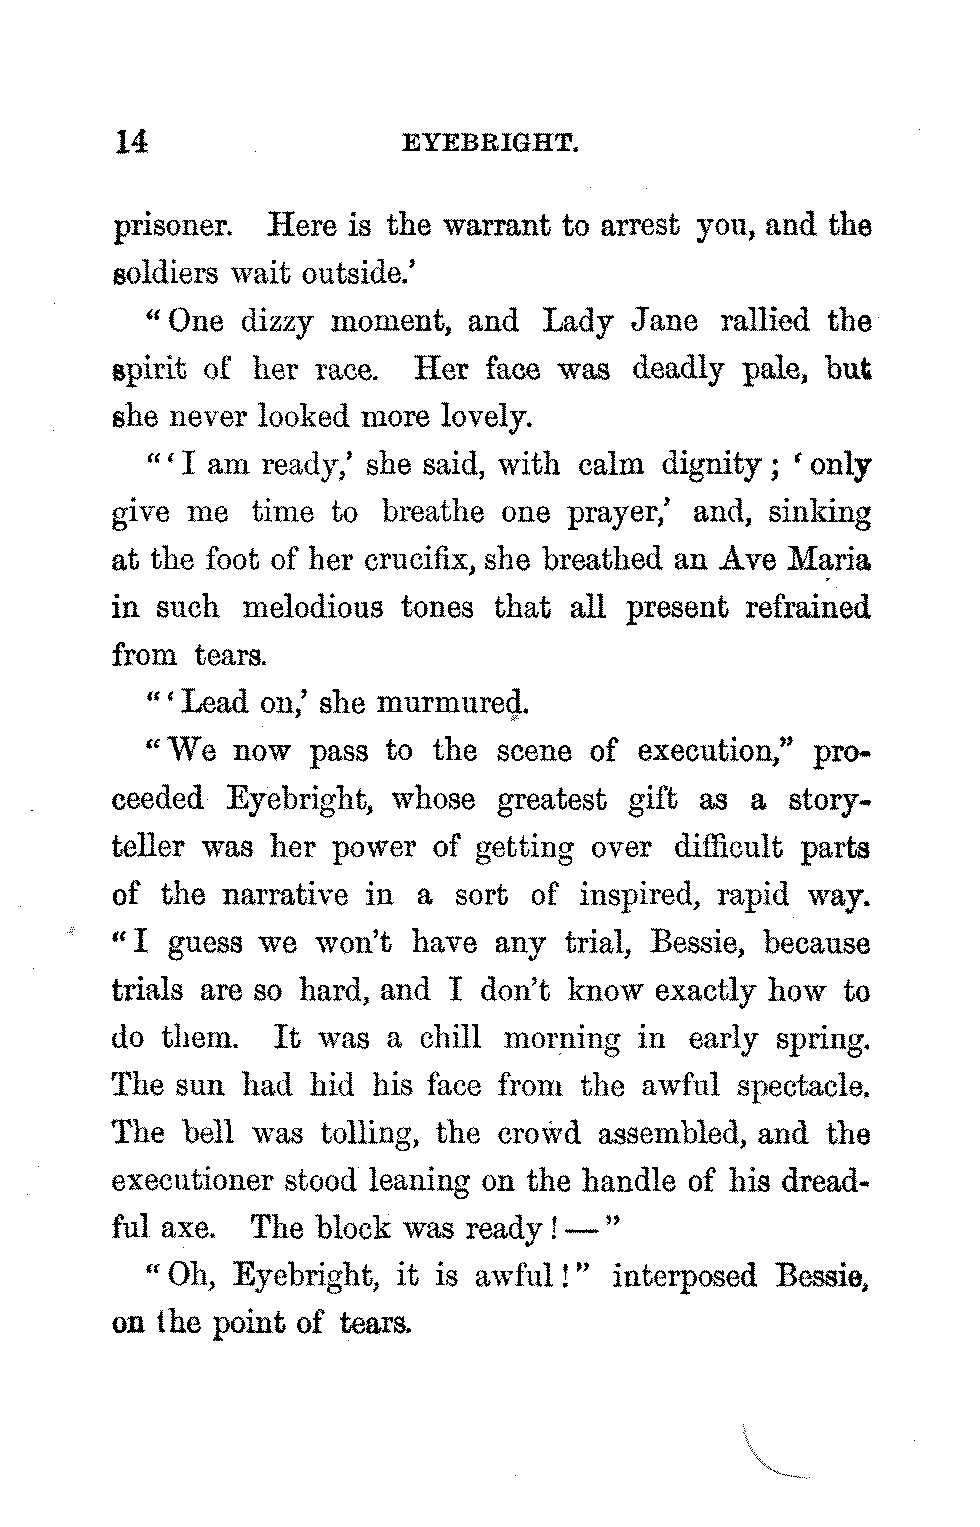 14 EYEBRIGHT.
prisoner. Here is the warrant to arrest you, and the
soldiers wait outside.'
"One dizzy moment, and Lady Jane rallied the
spirit of her race. Her face was deadly pale, but
she never looked more lovely.
"'I am ready,' she said, with calm dignity; 'only
give me time to breathe one prayer,' and, sinking
at the foot of her crucifix, she breathed an Ave Maria
in such melodious tones that all present refrained
from tears.
"'Lead on,' she murmured.
"We now pass to the scene of execution," pro-
ceeded Eyebright, whose greatest gift as a story-
teller was her power of getting over difficult parts
of the narrative in a sort of inspired, rapid way.
"I guess we won't have any trial, Bessie, because
trials are so hard, and I don't know exactly how to
do them. It was a chill morning in early spring.
The sun had hid his face from the awful spectacle.
The bell was tolling, the crowd assembled, and the
executioner stood leaning on the handle of his dread-
ful axe. The block was ready!—"
"Oh, Eyebright, it is awful!" interposed Bessie,
on the point of tears.